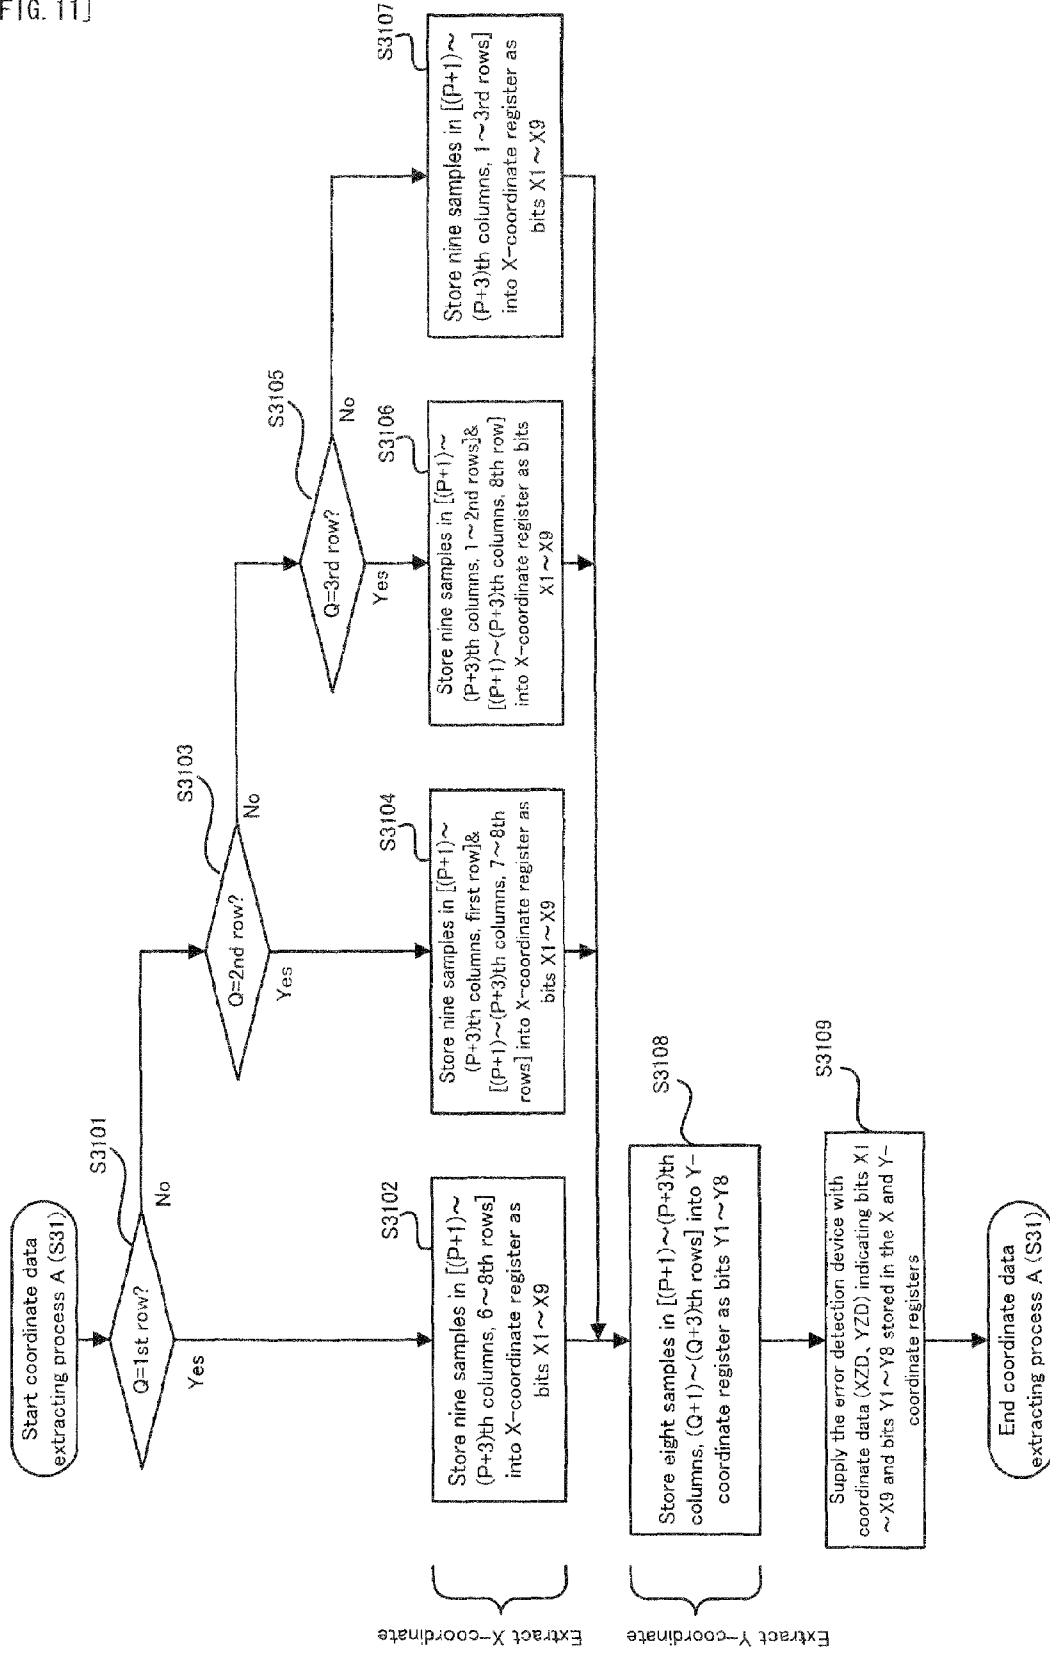 FIG. 11]
Start coordinate data
extracting process A (S31)
S3101
Q=1st row?
No
Yes
S3103
Q=2nd row?
No
Yes
S3105
Q=3rd row?
No
Yes
S3102
Store nine samples in [(P+1)~
(P+3)th columns, 6~8th rows]
into X-coordinate register as
bits X1~X9
S3104
Store nine samples in [(P+1)~
(P+3)th columns, first row]&
[(P+1)~(P+3)th columns, 7~8th
rows] into X-coordinate register as
bits X1~X9
S3106
Store nine samples in [(P+1)~
(P+3)th columns, 1~2nd rows]&
[(P+1)~(P+3)th columns, 8th row]
into X-coordinate register as bits
X1~X9
S3107
Store nine samples in [(P+1)~
(P+3)th columns, 1~3rd rows]
into X-coordinate register as
bits X1~X9
Extract X-coordinate
S3108
Store eight samples in [(P+1)~(P+3)th
columns, (Q+1)~(Q+3)th rows] into Y-
coordinate register as bits Y1~Y8
Extract Y-coordinate
S3109
Supply the error detection device with
coordinate data (XZD、YZD) indicating bits X1
~X9 and bits Y1~Y8 stored in the X and Y-
coordinate registers
End coordinate data
extracting process A (S31)